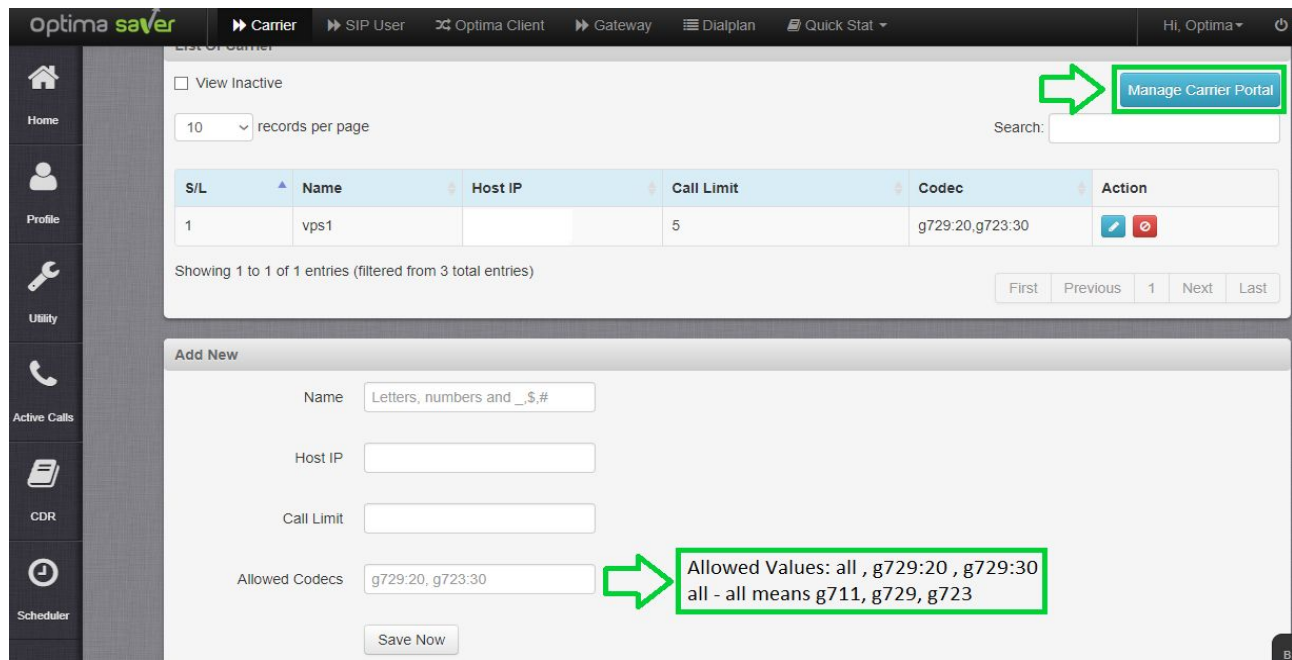 Optima saver Carrier SIP User Optima Client Gateway Dialplan Quick Stat Hi, Optima
List Of Carrier
View Inactive
Manage Carrier Portal
10 records per page Search:
S/L Name Host IP Call Limit Codec Action
1 vps1 5 g729:20,g723:30
Showing 1 to 1 of 1 entries (filtered from 3 total entries)
First Previous 1 Next Last
Add New
Name Letters, numbers and _,$,#
Host IP
Call Limit
Allowed Codecs g729:20, g723:30
Allowed Values: all , g729:20 , g729:30
all - all means g711, g729, g723
Save Now
Home
Profile
Utility
Active Calls
CDR
Scheduler
B